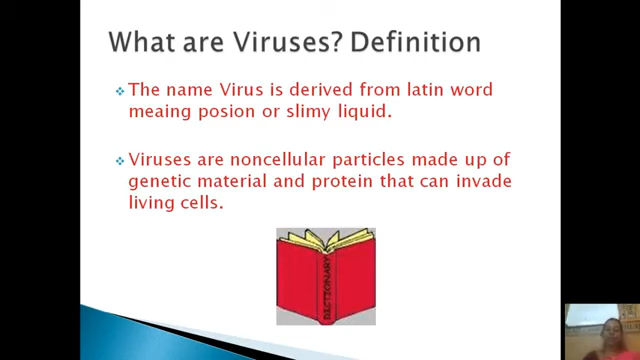 What are Viruses? Definition
The name Virus is derived from latin word
meaing posion or slimy liquid.
Viruses are noncellular particles made up of
genetic material and protein that can invade
living cells.
DICTIONARY